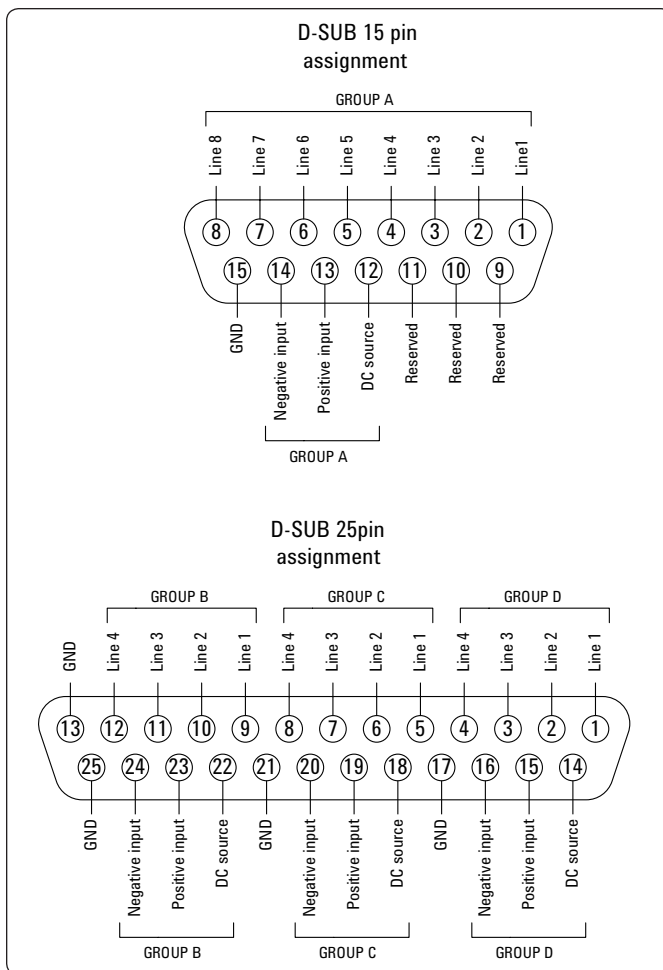 D-SUB 15 pin
assignment
GROUP A
Line 8 Line 7 Line 6 Line 5 Line 4 Line 3 Line 2 Line1
8 7 6 5 4 3 2 1
15 14 13 12 11 10 9
GND Negative input Positive input DC source Reserved Reserved Reserved
GROUP A
D-SUB 25pin
assignment
GROUP B GROUP C GROUP D
GND Line 4 Line 3 Line 2 Line 1 Line 4 Line 3 Line 2 Line 1 Line 4 Line 3 Line 2 Line 1
13 12 11 10 9 8 7 6 5 4 3 2 1
25 24 23 22 21 20 19 18 17 16 15 14
GND Negative input Positive input DC source GND Negative input Positive input DC source GND Negative input Positive input DC source
GROUP B GROUP C GROUP D